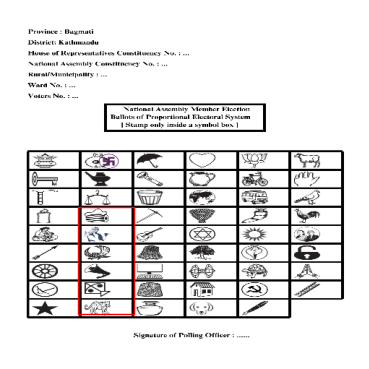 Province : Bagmati
District: Kathmandu
House of Representatives Constituency No. : ...
National Assembly Constituency No. : ...
Rural/Municipality : ...
Ward No. : ...
Voters No. : ...
National Assembly Member Election
Ballots of Proportional Electoral System
[ Stamp only inside a symbol box ]
Signature of Polling Officer : ......